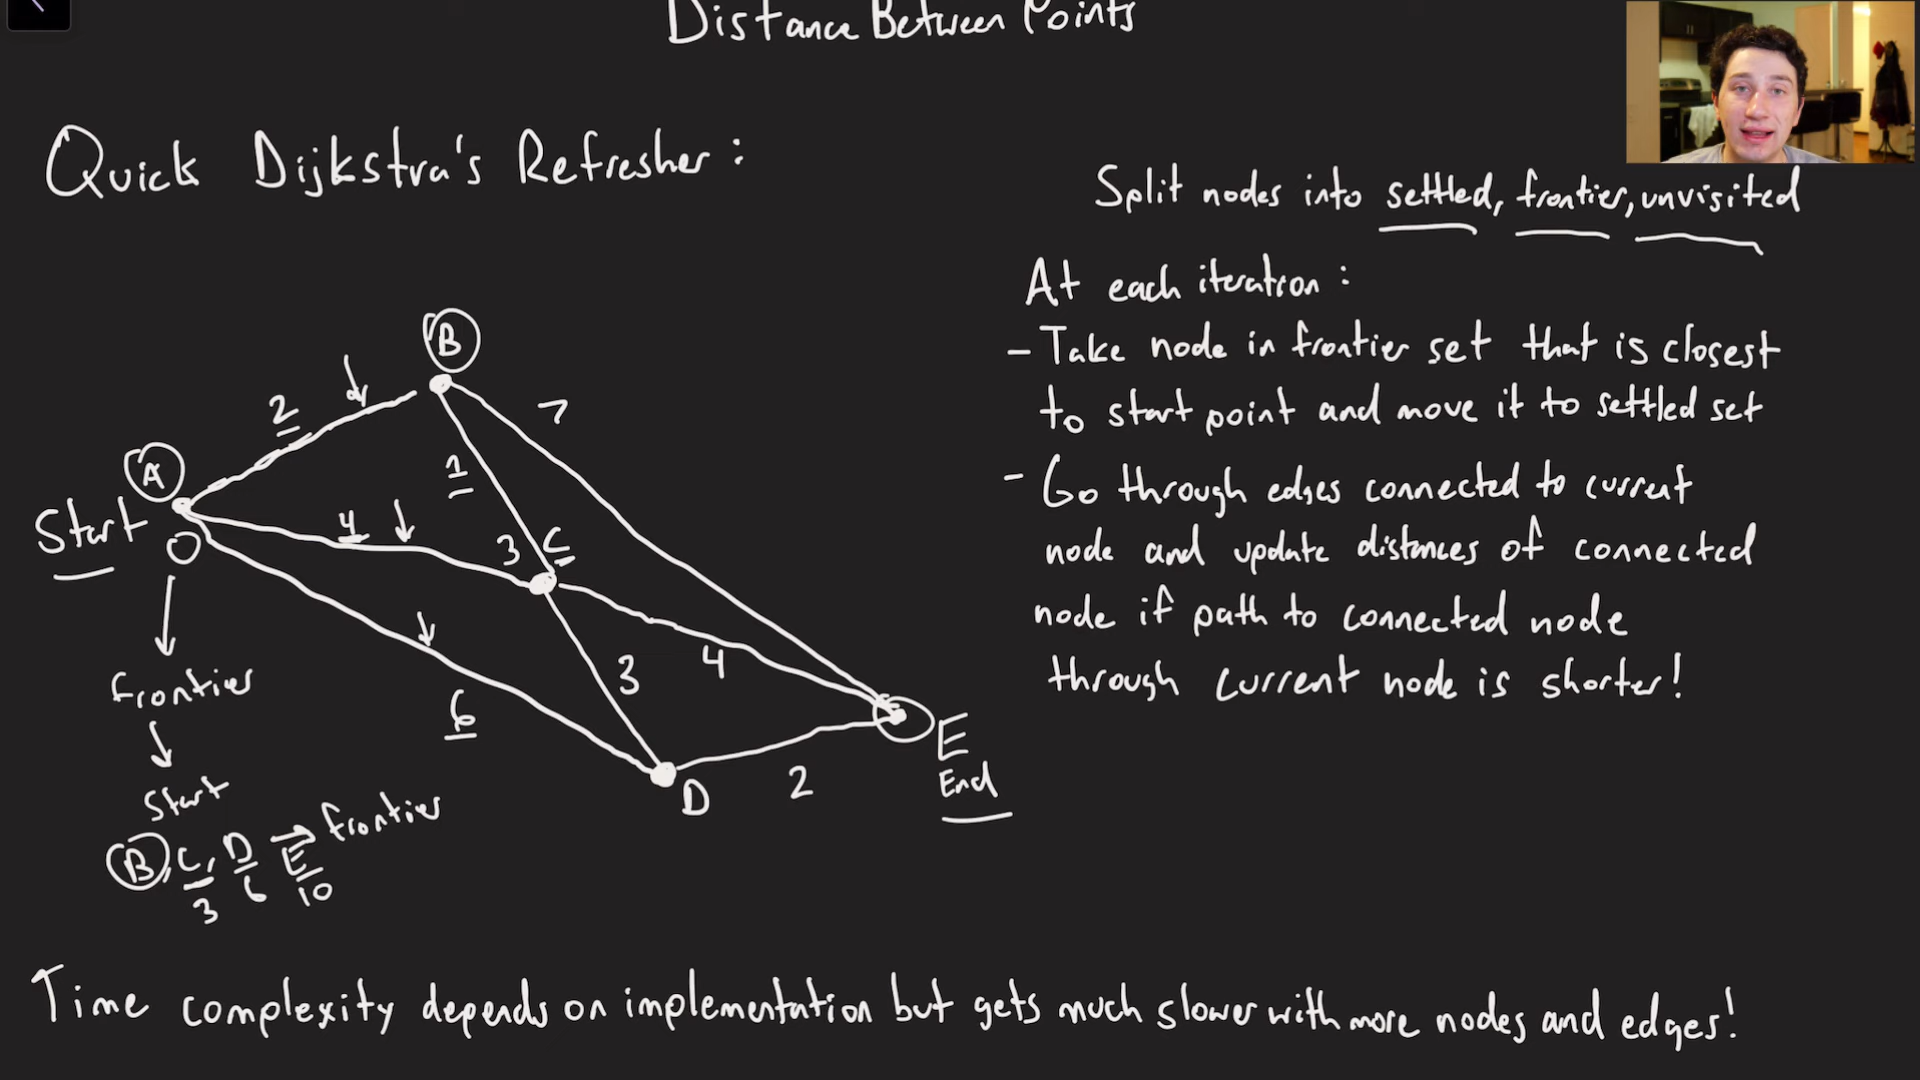 Distance Between Points
Quick Dijkstra's Refresher:
Split nodes into settled, frontier, unvisited
At each iteration:
- Take node in frontier set that is closest
to start point and move it to settled set
- Go through edges connected to current
node and update distances of connected
node if path to connected node
through current node is shorter!
B
2
7
A
1
Start
0
4
3
C
4
3
6
frontier
E
End
2
D
Start
B, C, D E → frontier
3 6 10
Time complexity depends on implementation but gets much slower with more nodes and edges!